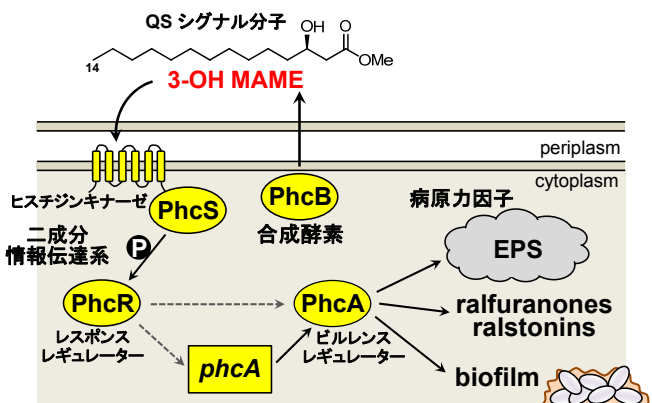 QS シグナル分子
OH
O
OMe
14
3-OH MAME
periplasm
cytoplasm
ヒスチジンキナーゼ
PhcS
PhcB
合成酵素
病原力因子
EPS
二成分
情報伝達系
P
PhcR
レスポンス
レギュレーター
PhcA
ビルレンス
レギュレーター
phcA
ralfuranones
ralstonins
biofilm